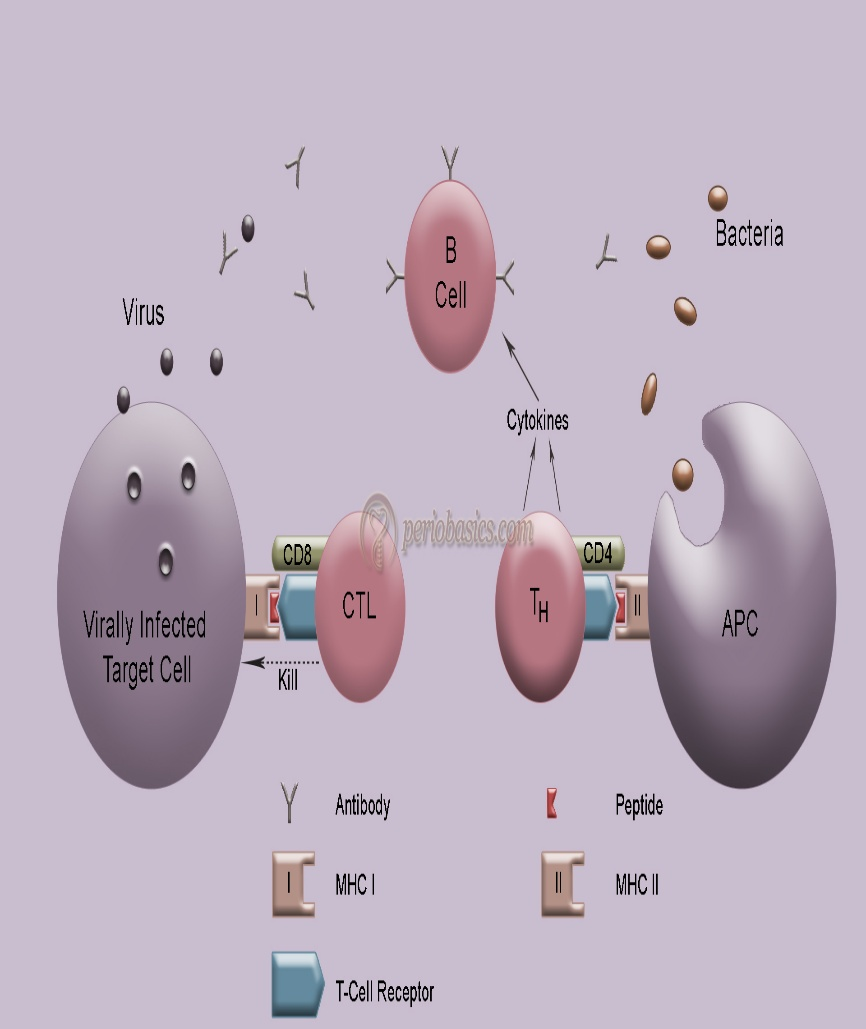 B
Cell
Bacteria
Virus
Cytokines
periobasics.com
CD8
CD4
I
CTL
TH
II
Virally Infected
Target Cell
APC
Kill
Antibody
Peptide
I
MHC I
II
MHC II
T-Cell Receptor